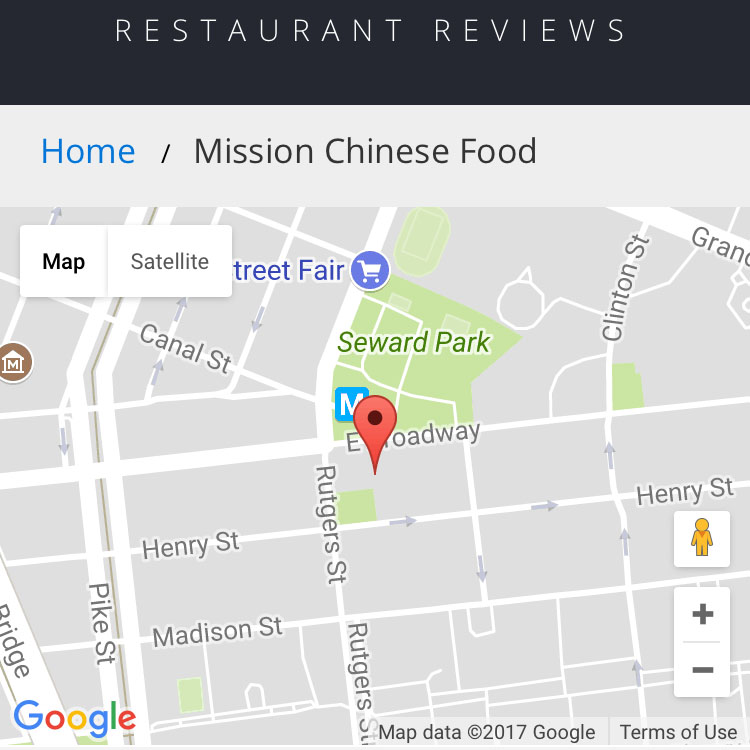 RESTAURANT REVIEWS
Home / Mission Chinese Food
Map Satellite
treet Fair
Grand
Clinton St
Canal St
Seward Park
M
M
roadway
Henry St
Rutgers St
Henry St
Pike St
Madison St
Bridge
Rutgers St
Google
Map data ©2017 Google Terms of Use